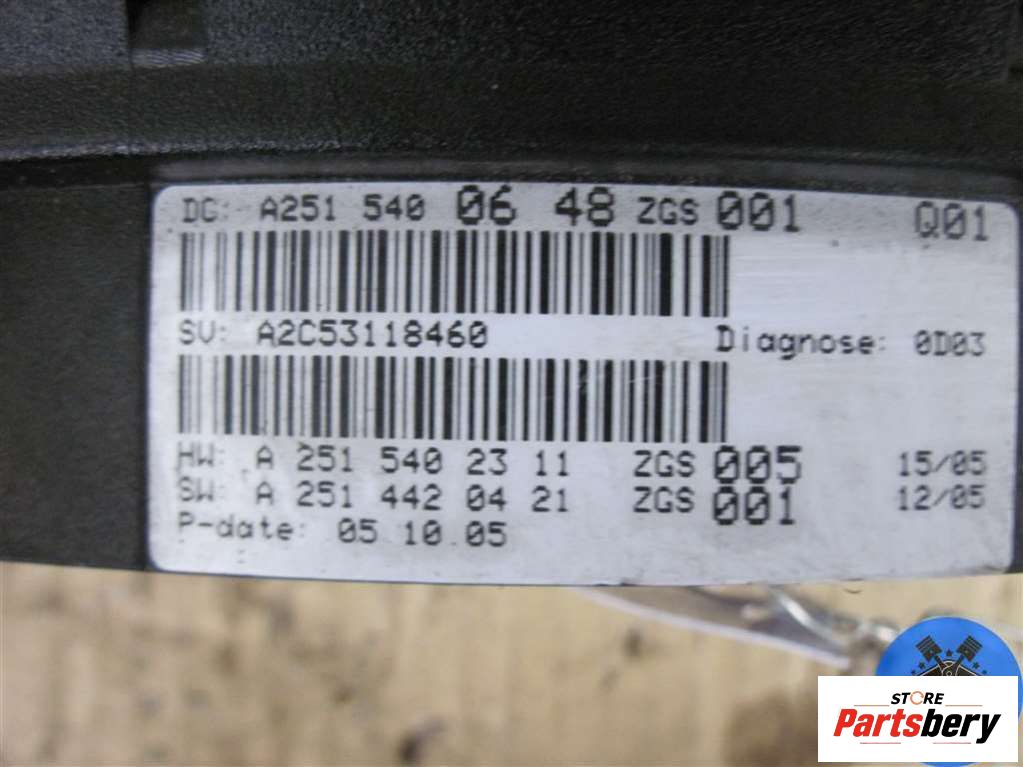 DG: A251 540 06 48 ZGS 001 Q01
SV: A2C53118460 Diagnose: 0D03
HW: A 251 540 23 11 ZGS 005 15/05
SW: A 251 442 04 21 ZGS 001 12/05
P-date: 05.10.05
STORE
Partsbery